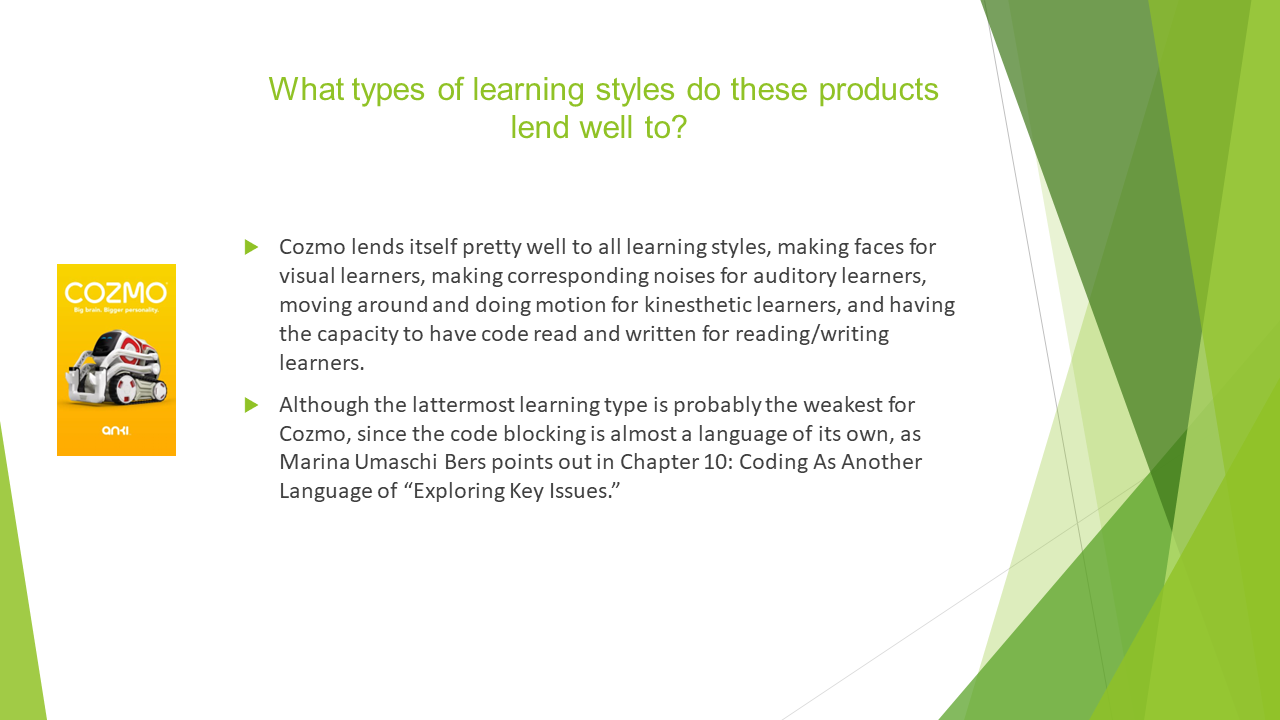 What types of learning styles do these products
lend well to?
Cozmo lends itself pretty well to all learning styles, making faces for
visual learners, making corresponding noises for auditory learners,
moving around and doing motion for kinesthetic learners, and having
the capacity to have code read and written for reading/writing
learners.
Although the lattermost learning type is probably the weakest for
Cozmo, since the code blocking is almost a language of its own, as
Marina Umaschi Bers points out in Chapter 10: Coding As Another
Language of “Exploring Key Issues.”
COZMO
Big brain. Bigger personality.
anki